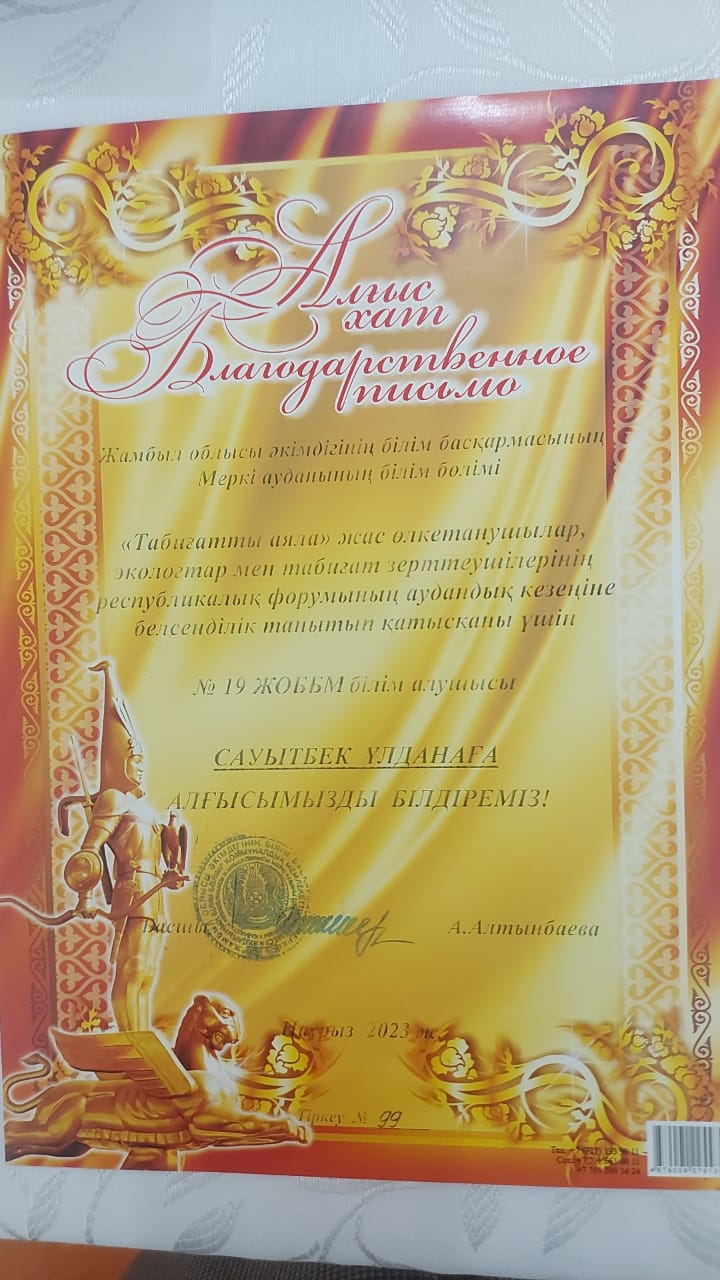 Алғыс
хат
Благодарственное
письмо
Жамбыл облысы әкімдігінің білім басқармасының
Меркі ауданының білім бөлімі
«Табиғатты аяла» жас өлкетанушылар,
экологтар мен табиғат зерттеушілерінің
республикалық форумының аудандық кезеңіне
белсенділік танытып қатысқаны үшін
№ 19 ЖОББМ білім алушысы
САУЫТБЕК ҮЛДАНАҒА
АЛҒЫСЫМЫЗДЫ БІЛДІРЕМІЗ!
Басшы А.Алтынбаева
Наурыз 2023 ж.
Тіркеу № 99